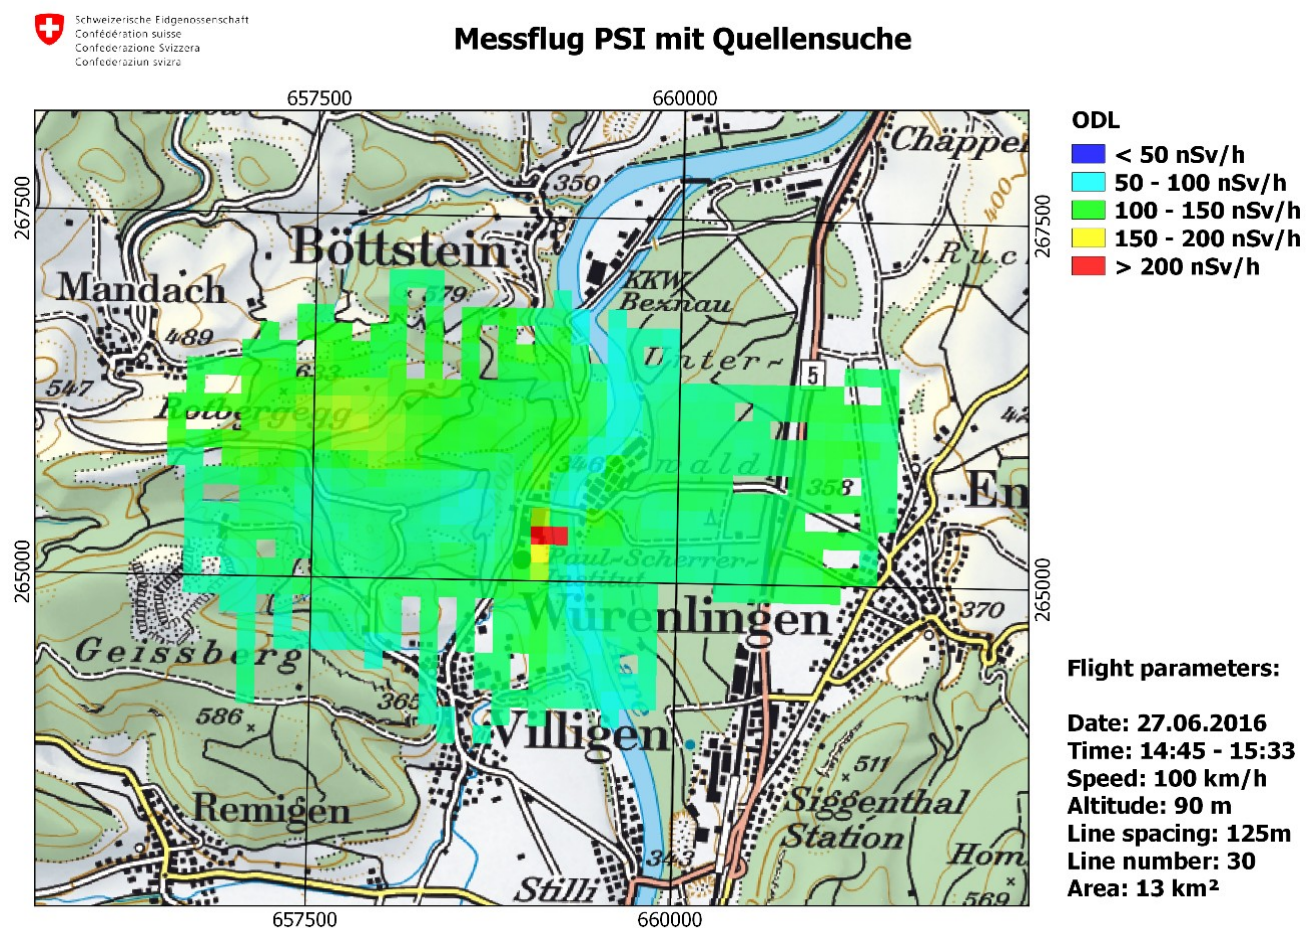 Schweizerische Eidgenossenschaft
Confédération suisse
Confederazione Svizzera
Confederaziun svizra
Messflug PSI mit Quellensuche
657500
660000
ODL
< 50 nSv/h
50 - 100 nSv/h
100 - 150 nSv/h
150 - 200 nSv/h
> 200 nSv/h
267500
267500
265000
265000
Chäpper
400
350
Böttstein
Ruc
KKW
Beznau
Mandach
579
489
Unter-
633
5
547
Rotbergegg
346
wald
358
En
Paul-Scherrer-
Institut
Würenlingen
370
Geissberg
Aare
365
586
Villigen
511
Remigen
Siggenthal
Station
343
Hom
Stilli
569
657500
660000
Flight parameters:
Date: 27.06.2016
Time: 14:45 - 15:33
Speed: 100 km/h
Altitude: 90 m
Line spacing: 125m
Line number: 30
Area: 13 km²